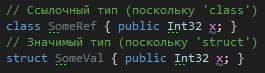 // Ссылочный тип (поскольку 'class')
class SomeRef { public Int32 x; }
// Значимый тип (поскольку 'struct')
struct SomeVal { public Int32 x; }